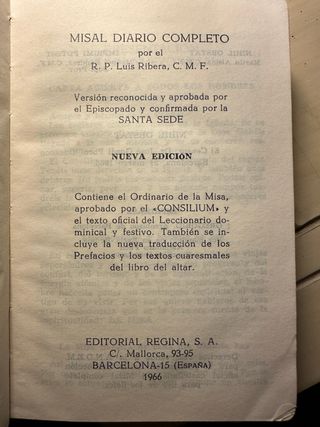 MISAL DIARIO COMPLETO
por el
R. P. Luis Ribera, C. M. F.
Versión reconocida y aprobada por
el Episcopado y confirmada por la
SANTA SEDE
NUEVA EDICIÓN
Contiene el Ordinario de la Misa,
aprobado por el «CONSILIUM» y
el texto oficial del Leccionario do-
minical y festivo. También se in-
cluye la nueva traducción de los
Prefacios y los textos cuaresmales
del libro del altar.
EDITORIAL REGINA, S. A.
C/. Mallorca, 93-95
BARCELONA-15 (ESPAÑA)
1966